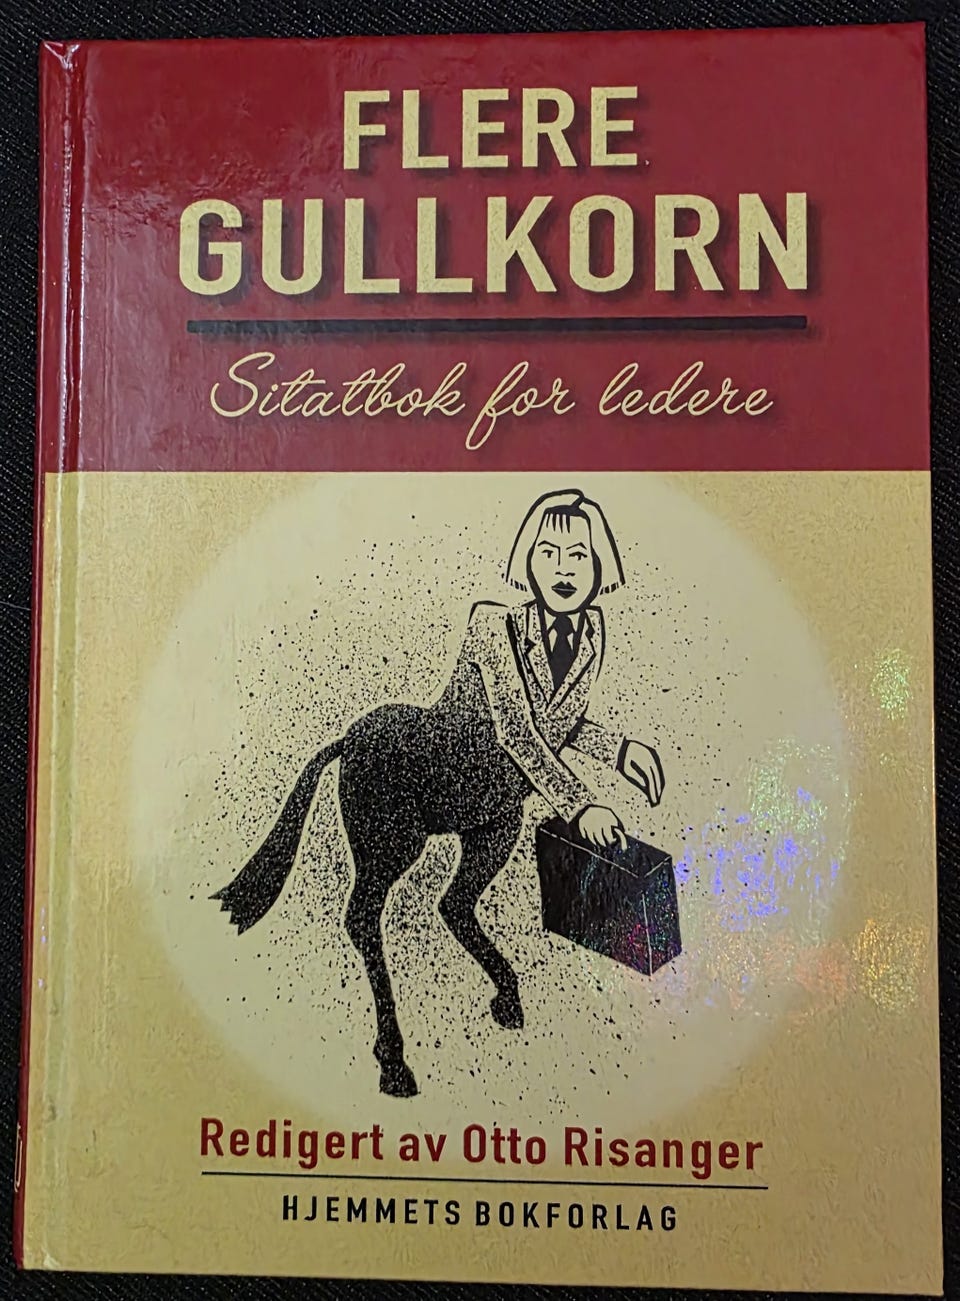 FLERE
GULLKORN
Sitatbok for ledere
Redigert av Otto Risanger
HJEMMETS BOKFORLAG